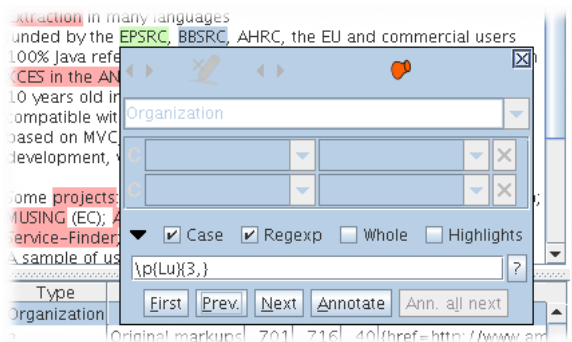 Extraction in many languages
funded by the EPSRC, BBSRC, AHRC, the EU and commercial users
100% Java refe
XCES in the AN
10 years old in
compatible wit
Organization
based on MVC,
development, v
C
C
Some projects:
MUSING (EC); A
Service-Finder;
Case Regexp Whole Highlights
A sample of us
\p{Lu}{3,} ?
Type
First Prev. Next Annotate Ann. all next
Organization
Original markups 701 716 40 {href=http://www.am